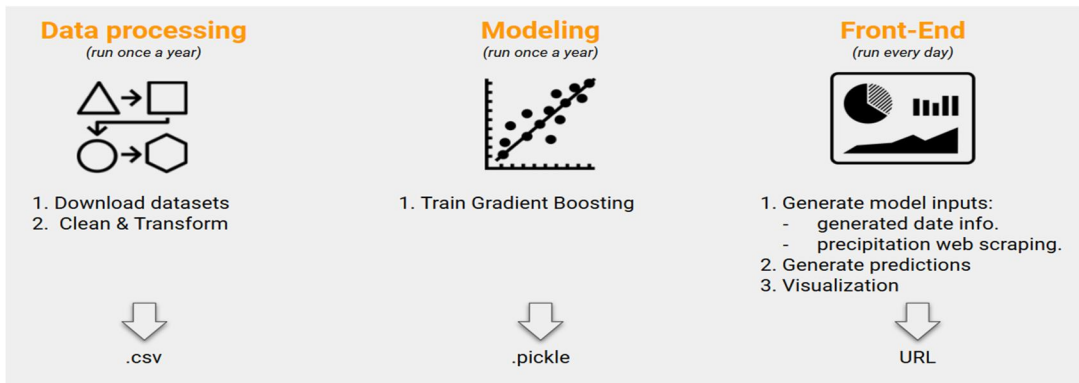 Data processing
(run once a year)
1. Download datasets
2. Clean & Transform
.csv
Modeling
(run once a year)
1. Train Gradient Boosting
.pickle
Front-End
(run every day)
1. Generate model inputs:
- generated date info.
- precipitation web scraping.
2. Generate predictions
3. Visualization
URL